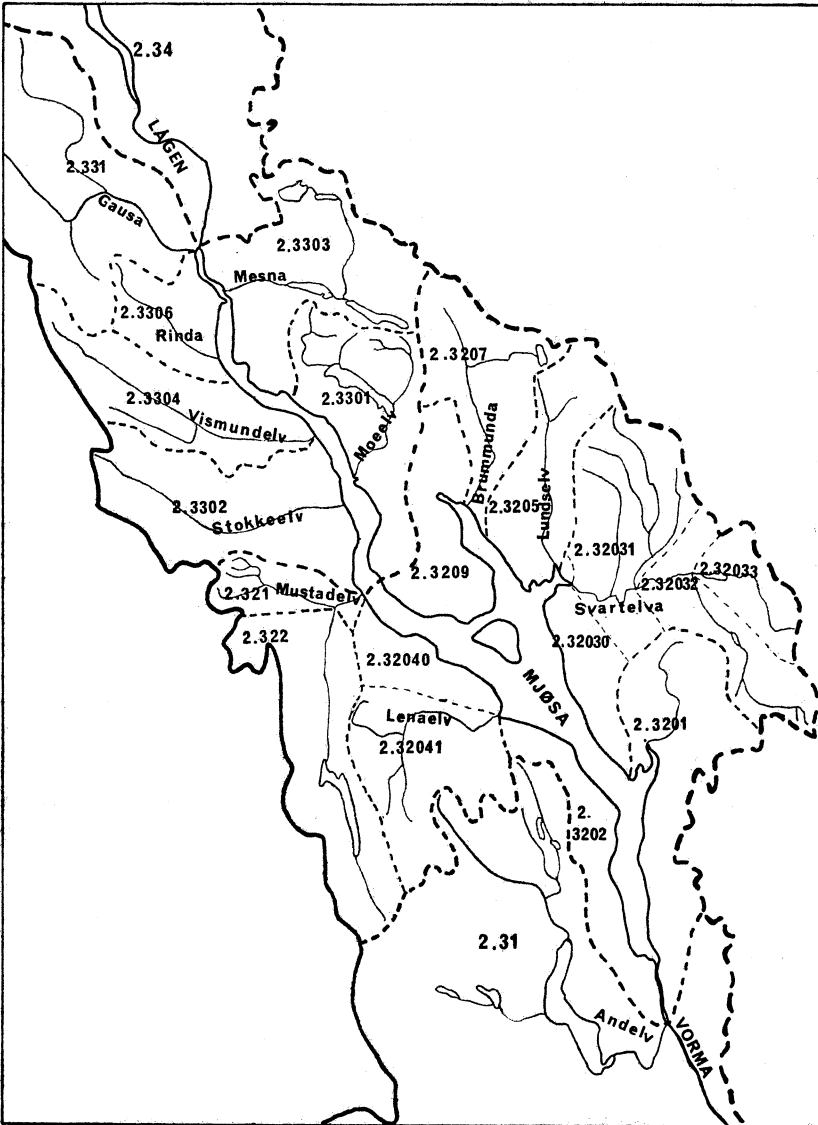 2.34
LÅGEN
2.331
Gausa
2.3303
Mesna
2.3306
Rinda
2.3207
2.3304
2.3301
Vismundelv
Moeelv
Brummunda
Lundselv
2.3302
Stokkeelv
2.3205
2.32031
2.3209
2.32033
2.32032
2.321
Mustadelv
Svartelva
2.322
2.32030
2.32040
MJØSA
Lenaelv
2.3201
2.32041
2.
3202
2.31
Andelv
VORMA